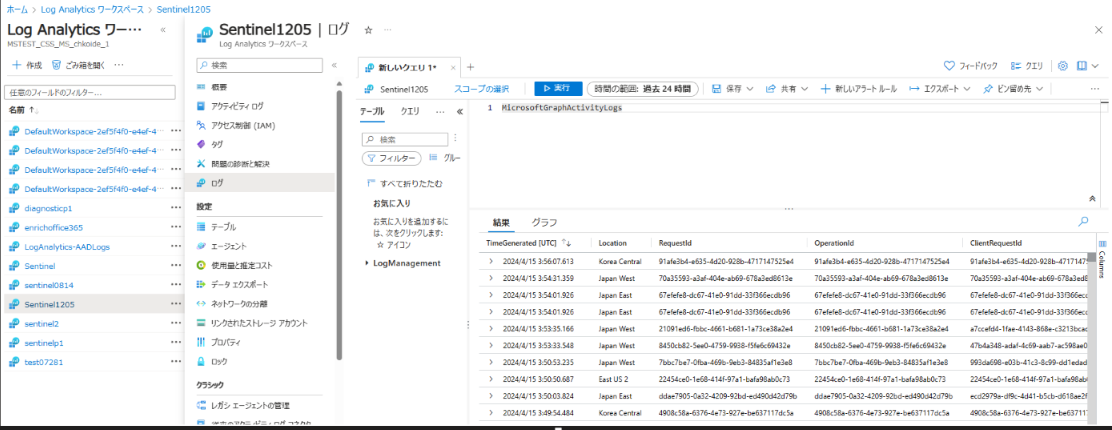 ホーム > Log Analytics ワークスペース > Sentinel1205
Log Analytics ワー… «
MSTEST_CSS_MS_chkoide_1
+ 作成 ごみ箱を開く …
任意のフィールドのフィルター...
名前 ↑↓
DefaultWorkspace-2ef5f4f0-e4ef-4…
DefaultWorkspace-2ef5f4f0-e4ef-4…
DefaultWorkspace-2ef5f4f0-e4ef-4…
DefaultWorkspace-2ef5f4f0-e4ef-4…
diagnosticp1
enrichoffice365
LogAnalytics-AADLogs
Sentinel
sentinel0814
Sentinel1205
sentinel2
sentinelp1
test07281
Sentinel1205 | ログ ☆ …
Log Analytics ワークスペース
検索 «
概要
アクティビティ ログ
アクセス制御 (IAM)
タグ
問題の診断と解決
ログ
設定
テーブル
エージェント
使用量と推定コスト
データ エクスポート
ネットワークの分離
リンクされたストレージ アカウント
プロパティ
ロック
クラシック
レガシ エージェントの管理
新しいクエリ 1* × +
フィードバック クエリ
Sentinel1205 スコープの選択 実行 時間の範囲: 過去 24 時間 保存 共有 + 新しいアラート ルール エクスポート ピン留め先 …
テーブル クエリ … «
検索
フィルター グルー
すべて折りたたむ
お気に入り
お気に入りを追加するに
は、次をクリックします:
☆ アイコン
LogManagement
1 MicrosoftGraphActivityLogs
結果 グラフ
TimeGenerated [UTC] ↑↓ Location RequestId OperationId ClientRequestId
> 2024/4/15 3:56:07.613 Korea Central 91afe3b4-e635-4d20-928b-4717147525e4 91afe3b4-e635-4d20-928b-4717147525e4 91afe3b4-e635-4d20-928b-4717147
> 2024/4/15 3:54:31.359 Japan West 70a35593-a3af-404e-ab69-678a3ed8613e 70a35593-a3af-404e-ab69-678a3ed8613e 70a35593-a3af-404e-ab69-678a3ed8
> 2024/4/15 3:54:01.926 Japan East 67efefe8-dc67-41e0-91dd-33f366ecdb96 67efefe8-dc67-41e0-91dd-33f366ecdb96 67efefe8-dc67-41e0-91dd-33f366ec
> 2024/4/15 3:54:01.926 Japan East 67efefe8-dc67-41e0-91dd-33f366ecdb96 67efefe8-dc67-41e0-91dd-33f366ecdb96 67efefe8-dc67-41e0-91dd-33f366ec
> 2024/4/15 3:53:35.166 Japan West 21091ed6-fbbc-4661-b681-1a73ce38a2e4 21091ed6-fbbc-4661-b681-1a73ce38a2e4 a7ccefd4-1fae-4143-868e-c3213bcad
> 2024/4/15 3:53:33.548 Japan West 8450cb82-5ee0-4759-9938-f5fe6c69432e 8450cb82-5ee0-4759-9938-f5fe6c69432e 47b4a348-adaf-4c69-aab7-ac598ae0
> 2024/4/15 3:50:53.235 Japan West 7bbc7be7-0fba-469b-9eb3-84835af1e3e8 7bbc7be7-0fba-469b-9eb3-84835af1e3e8 993da698-e03b-41c3-8c99-dd1edad
> 2024/4/15 3:50:50.687 East US 2 22454ce0-1e68-414f-97a1-bafa98ab0c73 22454ce0-1e68-414f-97a1-bafa98ab0c73 22454ce0-1e68-414f-97a1-bafa98ab
> 2024/4/15 3:50:03.824 Japan West ddae7905-0a32-4209-92bd-ed490d42d79b ddae7905-0a32-4209-92bd-ed490d42d79b ecd2979a-df9c-4d41-b5cb-d618ae2f
> 2024/4/15 3:49:54.484 Korea Central 4908c58a-6376-4e73-927e-be637117dc5a 4908c58a-6376-4e73-927e-be637117dc5a 4908c58a-6376-4e73-927e-be63711
Columns